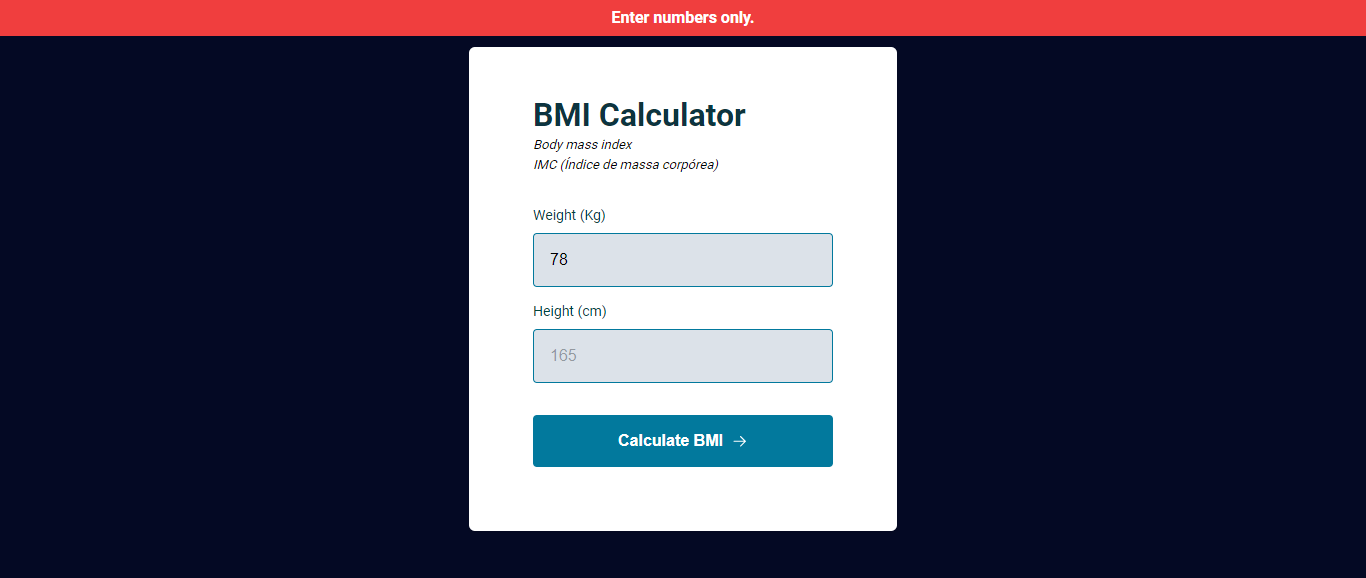 Enter numbers only.
BMI Calculator
Body mass index
IMC (Índice de massa corpórea)
Weight (Kg)
78
Height (cm)
165
Calculate BMI →